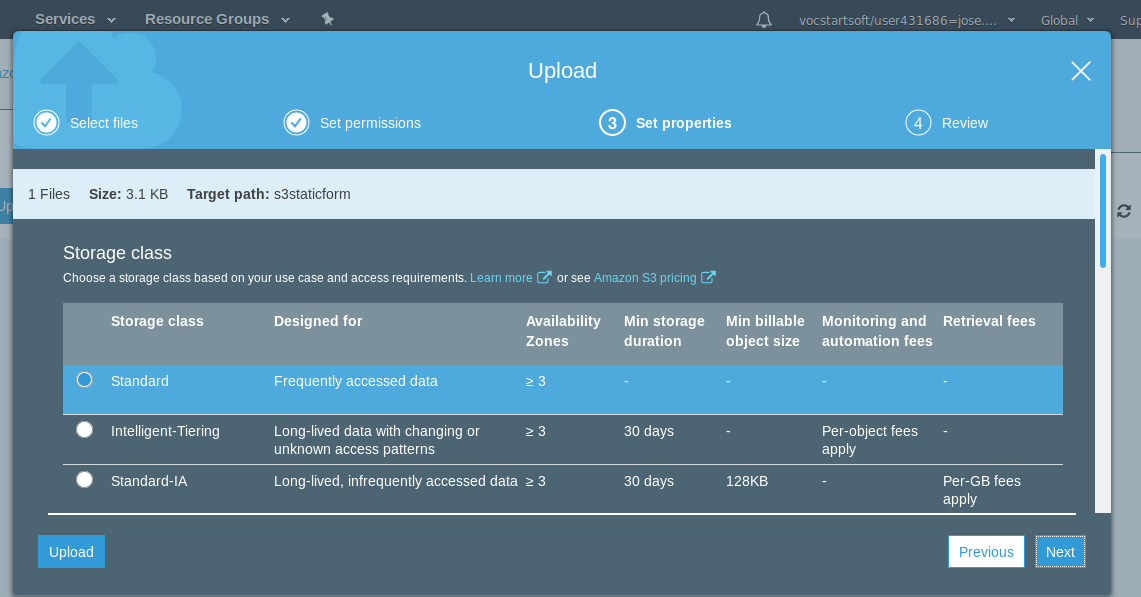 Services Resource Groups vocstartsoft/user431686=jose.... Global Sup
Upload
Select files Set permissions 3 Set properties 4 Review
1 Files Size: 3.1 KB Target path: s3staticform
Up
Storage class
Choose a storage class based on your use case and access requirements. Learn more or see Amazon S3 pricing
Storage class Designed for Availability Zones Min storage duration Min billable object size Monitoring and automation fees Retrieval fees
Standard Frequently accessed data ≥ 3 - - - -
Intelligent-Tiering Long-lived data with changing or unknown access patterns ≥ 3 30 days - Per-object fees apply -
Standard-IA Long-lived, infrequently accessed data ≥ 3 30 days 128KB - Per-GB fees apply
Upload Previous Next